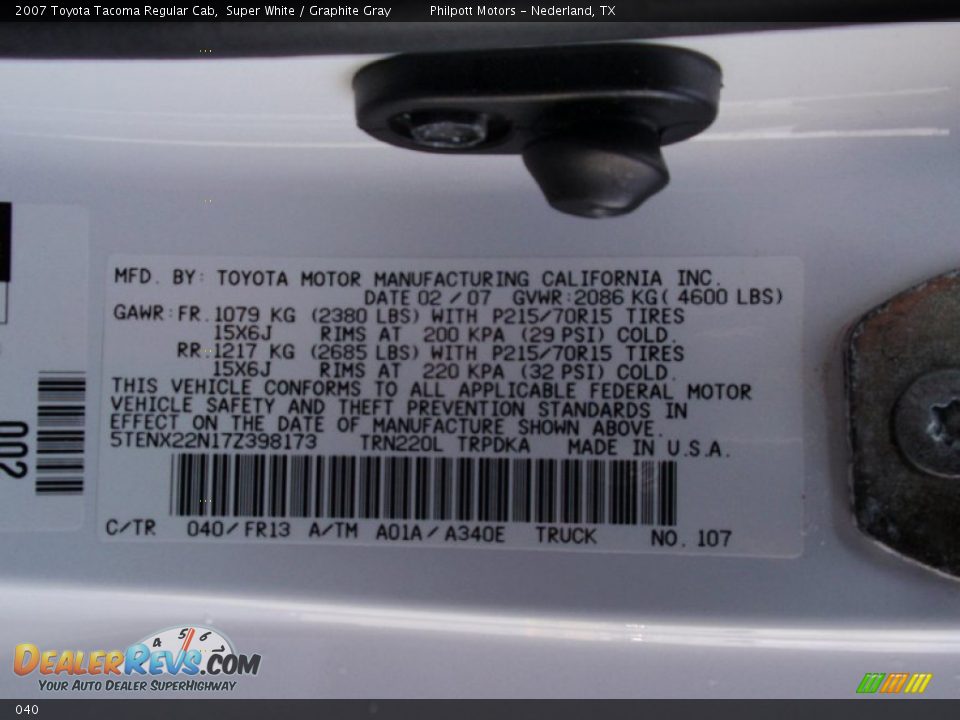 2007 Toyota Tacoma Regular Cab, Super White / Graphite Gray Philpott Motors - Nederland, TX
MFD. BY: TOYOTA MOTOR MANUFACTURING CALIFORNIA INC.
DATE 02 / 07 GVWR:2086 KG( 4600 LBS)
GAWR:FR.1079 KG (2380 LBS) WITH P215/70R15 TIRES
15X6J RIMS AT 200 KPA (29 PSI) COLD.
RR:1217 KG (2685 LBS) WITH P215/70R15 TIRES
15X6J RIMS AT 220 KPA (32 PSI) COLD.
THIS VEHICLE CONFORMS TO ALL APPLICABLE FEDERAL MOTOR
VEHICLE SAFETY AND THEFT PREVENTION STANDARDS IN
EFFECT ON THE DATE OF MANUFACTURE SHOWN ABOVE.
5TENX22N17Z398173 TRN220L TRPDKA MADE IN U.S.A.
C/TR 040/FR13 A/TM A01A/A340E TRUCK NO. 107
002
4 5 6
DEALERREVS.COM
YOUR AUTO DEALER SUPERHIGHWAY
040